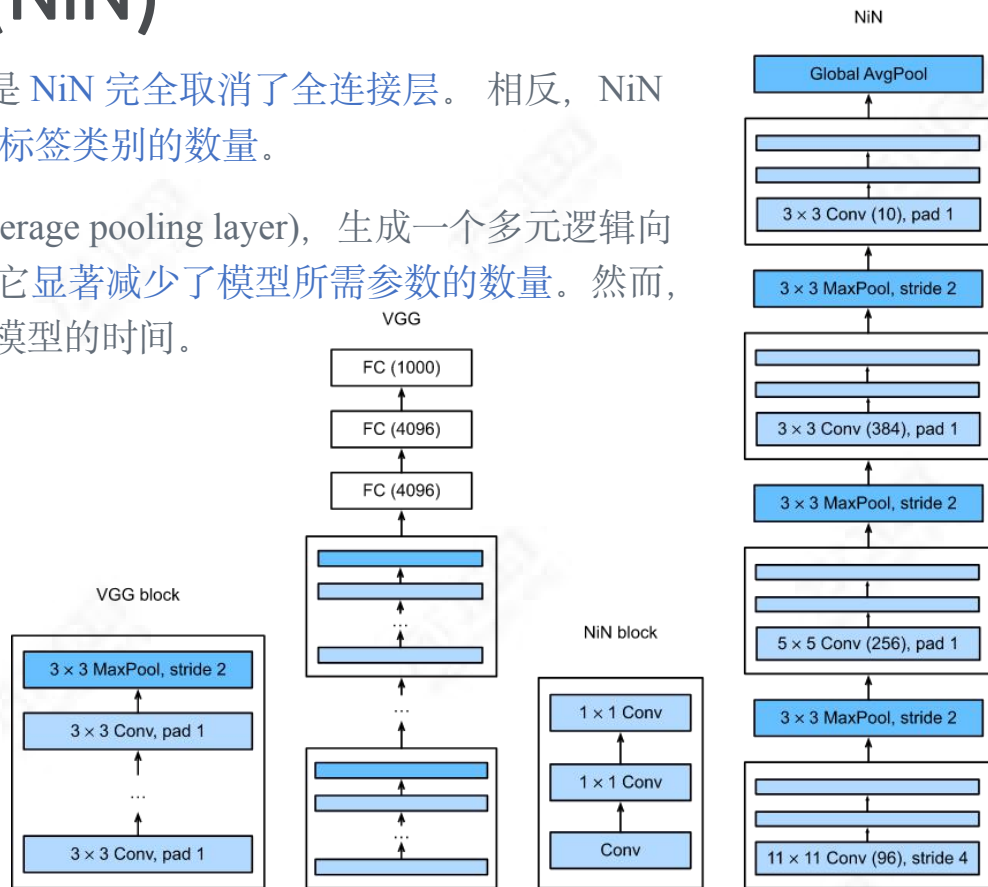 (NiN)
是 NiN 完全取消了全连接层。 相反，NiN
标签类别的数量。
erage pooling layer)，生成一个多元逻辑向
它显著减少了模型所需参数的数量。然而，
模型的时间。
VGG block
3 × 3 MaxPool, stride 2
3 × 3 Conv, pad 1
...
3 × 3 Conv, pad 1
VGG
FC (1000)
FC (4096)
FC (4096)
...
...
...
NiN block
1 × 1 Conv
1 × 1 Conv
Conv
NiN
Global AvgPool
3 × 3 Conv (10), pad 1
3 × 3 MaxPool, stride 2
3 × 3 Conv (384), pad 1
3 × 3 MaxPool, stride 2
5 × 5 Conv (256), pad 1
3 × 3 MaxPool, stride 2
11 × 11 Conv (96), stride 4